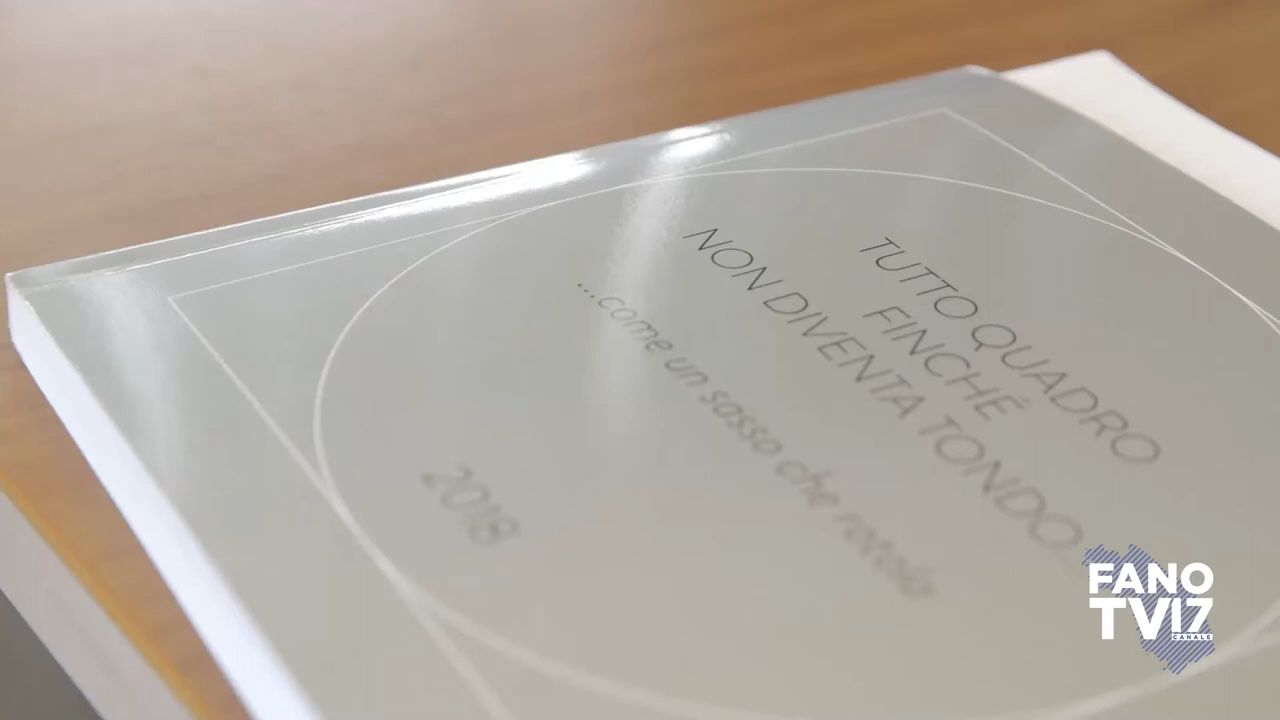 TUTTO QUADRO
FINCHÉ
NON DIVENTA TONDO...
...come un sasso che rotola
2018
FANO
TV17
CANALE